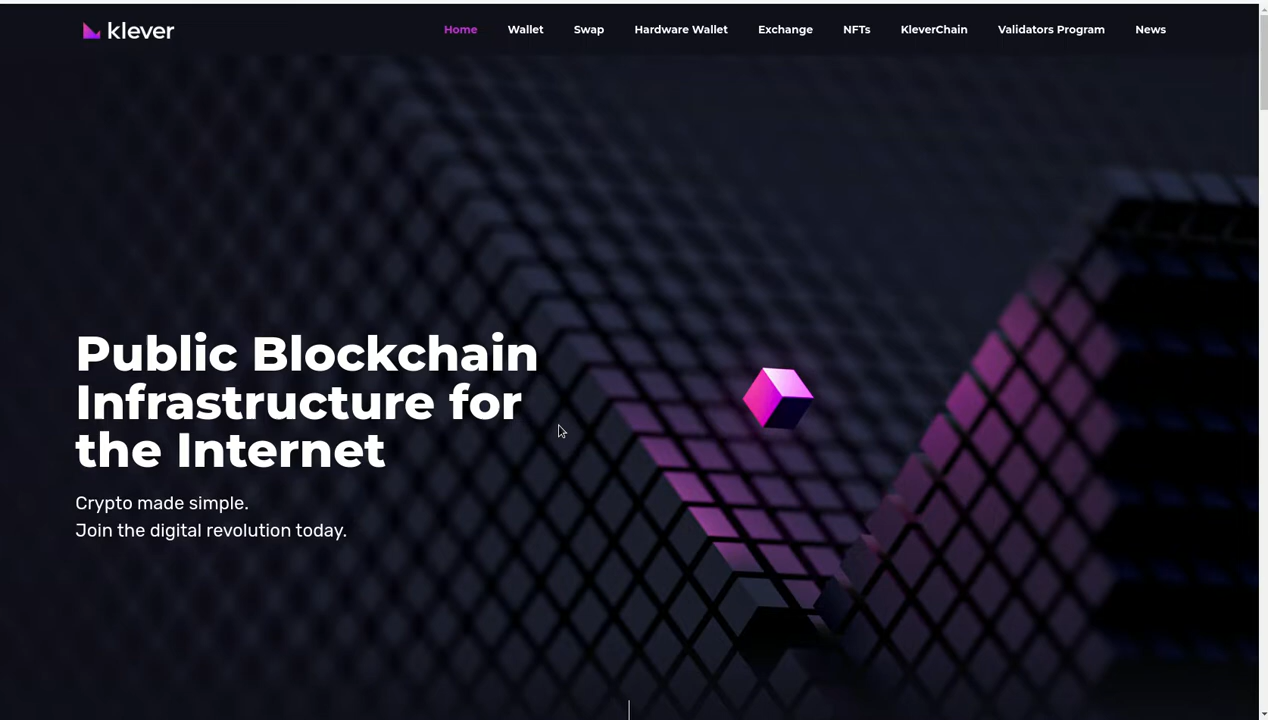 klever
Home Wallet Swap Hardware Wallet Exchange NFTs KleverChain Validators Program News
Public Blockchain
Infrastructure for
the Internet
Crypto made simple.
Join the digital revolution today.